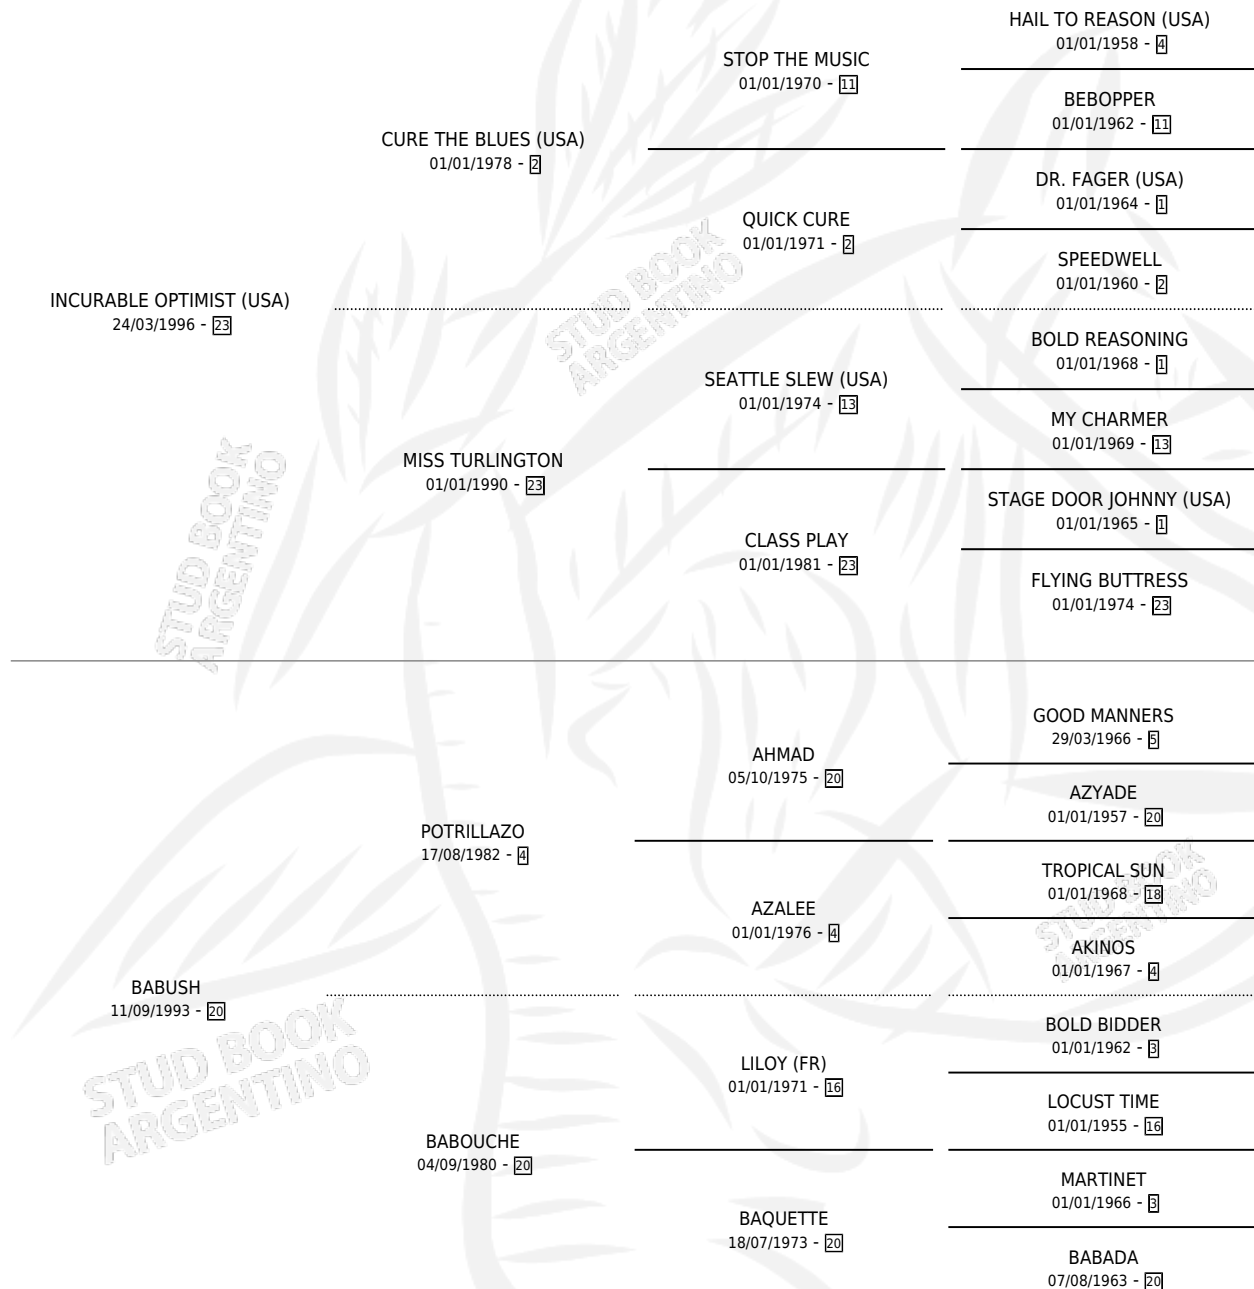 HAIL TO REASON (USA)
01/01/1958 - 4
STOP THE MUSIC
01/01/1970 - 11
BEBOPPER
01/01/1962 - 11
CURE THE BLUES (USA)
01/01/1978 - 2
DR. FAGER (USA)
01/01/1964 - 1
QUICK CURE
01/01/1971 - 2
SPEEDWELL
01/01/1960 - 2
INCURABLE OPTIMIST (USA)
24/03/1996 - 23
BOLD REASONING
01/01/1968 - 1
SEATTLE SLEW (USA)
01/01/1974 - 13
MY CHARMER
01/01/1969 - 13
MISS TURLINGTON
01/01/1990 - 23
STAGE DOOR JOHNNY (USA)
01/01/1965 - 1
CLASS PLAY
01/01/1981 - 23
FLYING BUTTRESS
01/01/1974 - 23
GOOD MANNERS
29/03/1966 - 5
AHMAD
05/10/1975 - 20
AZYADE
01/01/1957 - 20
POTRILLAZO
17/08/1982 - 4
TROPICAL SUN
01/01/1968 - 18
AZALEE
01/01/1976 - 4
AKINOS
01/01/1967 - 4
BABUSH
11/09/1993 - 20
BOLD BIDDER
01/01/1962 - 3
LILOY (FR)
01/01/1971 - 16
LOCUST TIME
01/01/1955 - 16
BABOUCHE
04/09/1980 - 20
MARTINET
01/01/1966 - 3
BAQUETTE
18/07/1973 - 20
BABADA
07/08/1963 - 20
STUD BOOK
ARGENTINO
STUD BOOK
ARGENTINO
STUD BOOK
ARGENTINO
STUD BOOK
ARGENTINO